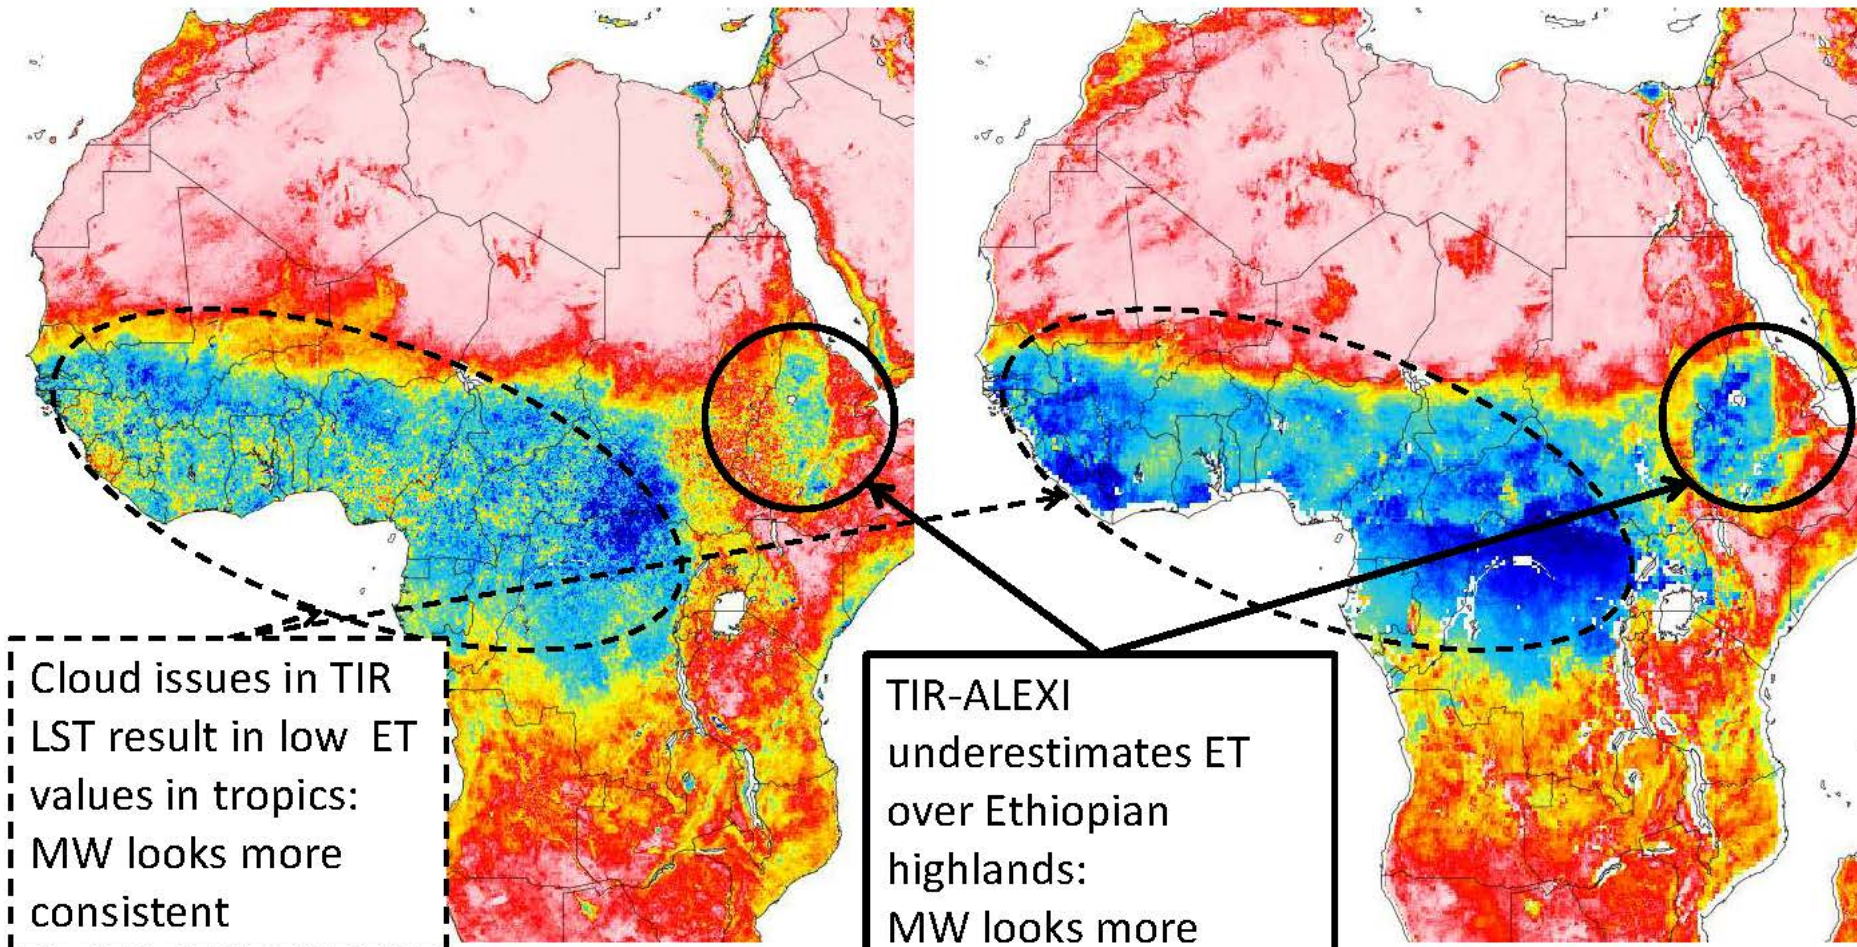 Cloud issues in TIR
LST result in low ET
values in tropics:
MW looks more
consistent
TIR-ALEXI
underestimates ET
over Ethiopian
highlands:
MW looks more